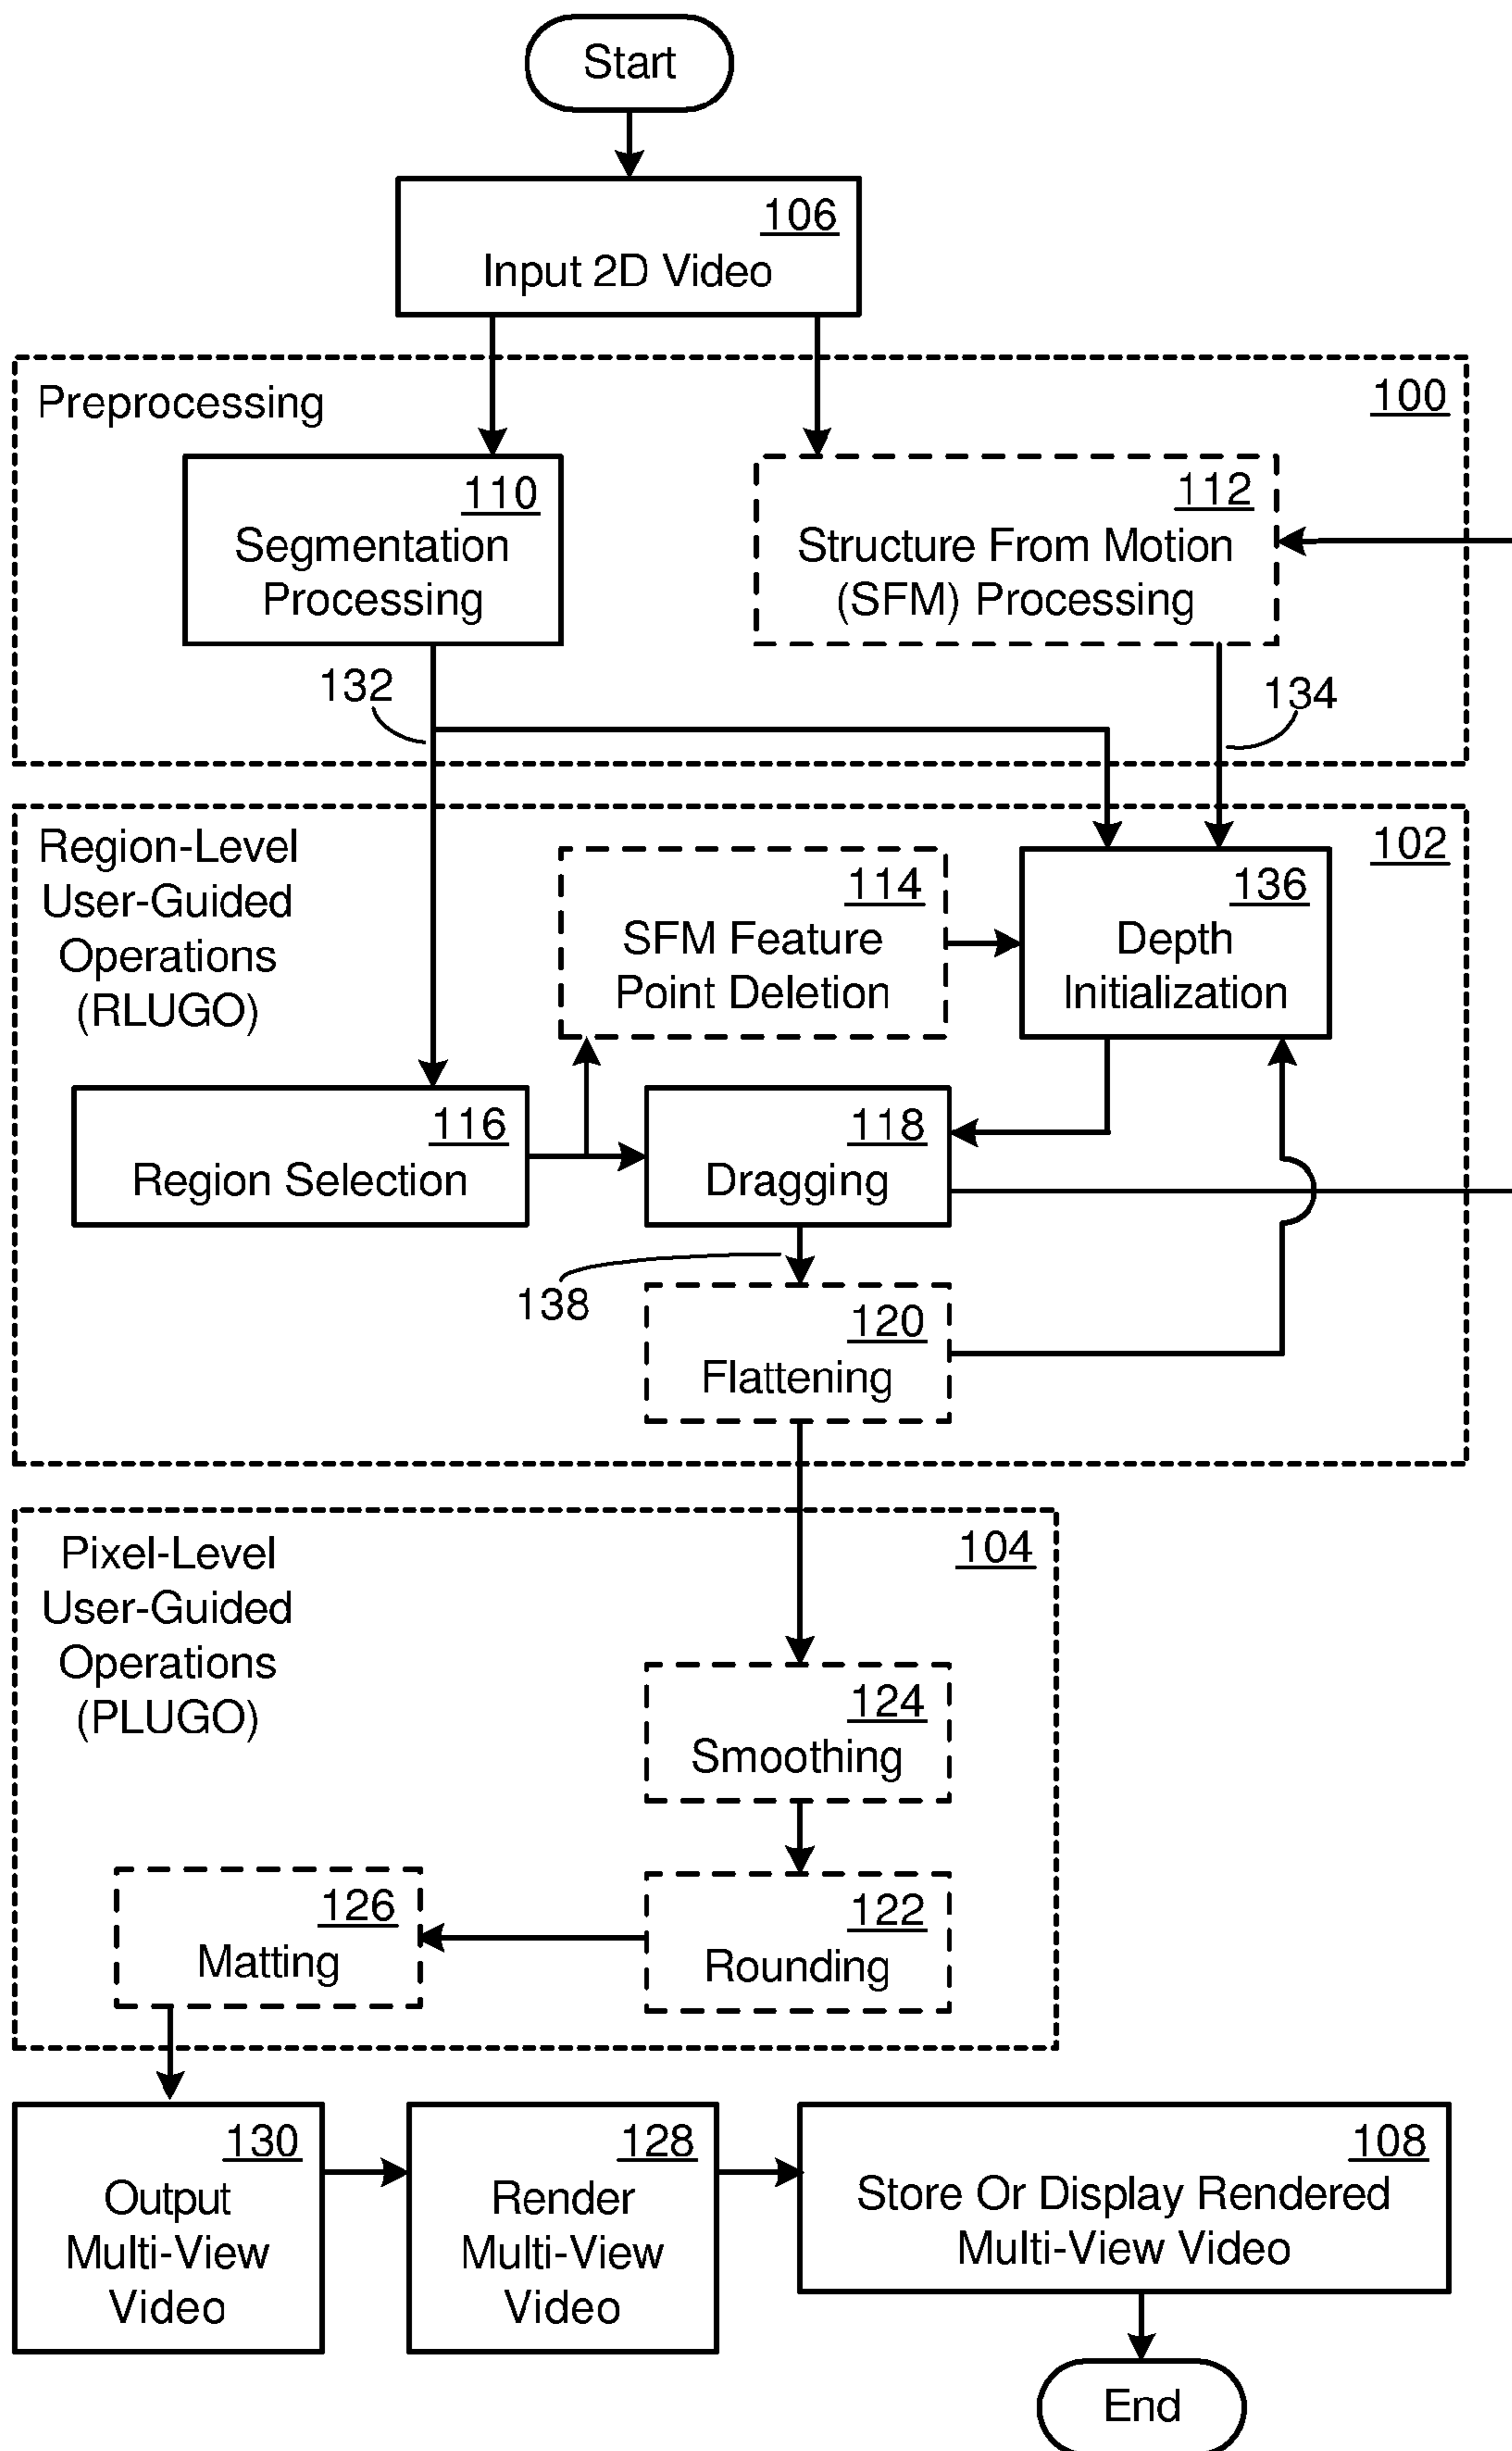 Start
106
Input 2D Video
Preprocessing
100
110
Segmentation
Processing
112
Structure From Motion
(SFM) Processing
132
134
Region-Level
User-Guided
Operations
(RLUGO)
102
114
SFM Feature
Point Deletion
136
Depth
Initialization
116
Region Selection
118
Dragging
138
120
Flattening
Pixel-Level
User-Guided
Operations
(PLUGO)
104
124
Smoothing
126
Matting
122
Rounding
130
Output
Multi-View
Video
128
Render
Multi-View
Video
108
Store Or Display Rendered
Multi-View Video
End